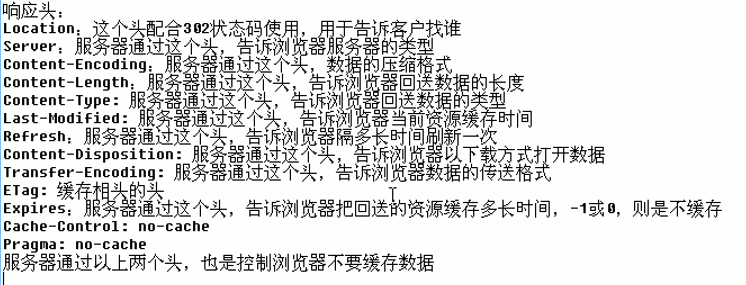 响应头：
Location：这个头配合302状态码使用，用于告诉客户找谁
Server：服务器通过这个头，告诉浏览器服务器的类型
Content-Encoding：服务器通过这个头，数据的压缩格式
Content-Length：服务器通过这个头，告诉浏览器回送数据的长度
Content-Type: 服务器通过这个头，告诉浏览器回送数据的类型
Last-Modified: 服务器通过这个头，告诉浏览器当前资源缓存时间
Refresh：服务器通过这个头，告诉浏览器隔多长时间刷新一次
Content-Disposition: 服务器通过这个头，告诉浏览器以下载方式打开数据
Transfer-Encoding: 服务器通过这个头，告诉浏览器数据的传送格式
ETag: 缓存相头的头
Expires：服务器通过这个头，告诉浏览器把回送的资源缓存多长时间，-1或0，则是不缓存
Cache-Control: no-cache
Pragma: no-cache
服务器通过以上两个头，也是控制浏览器不要缓存数据